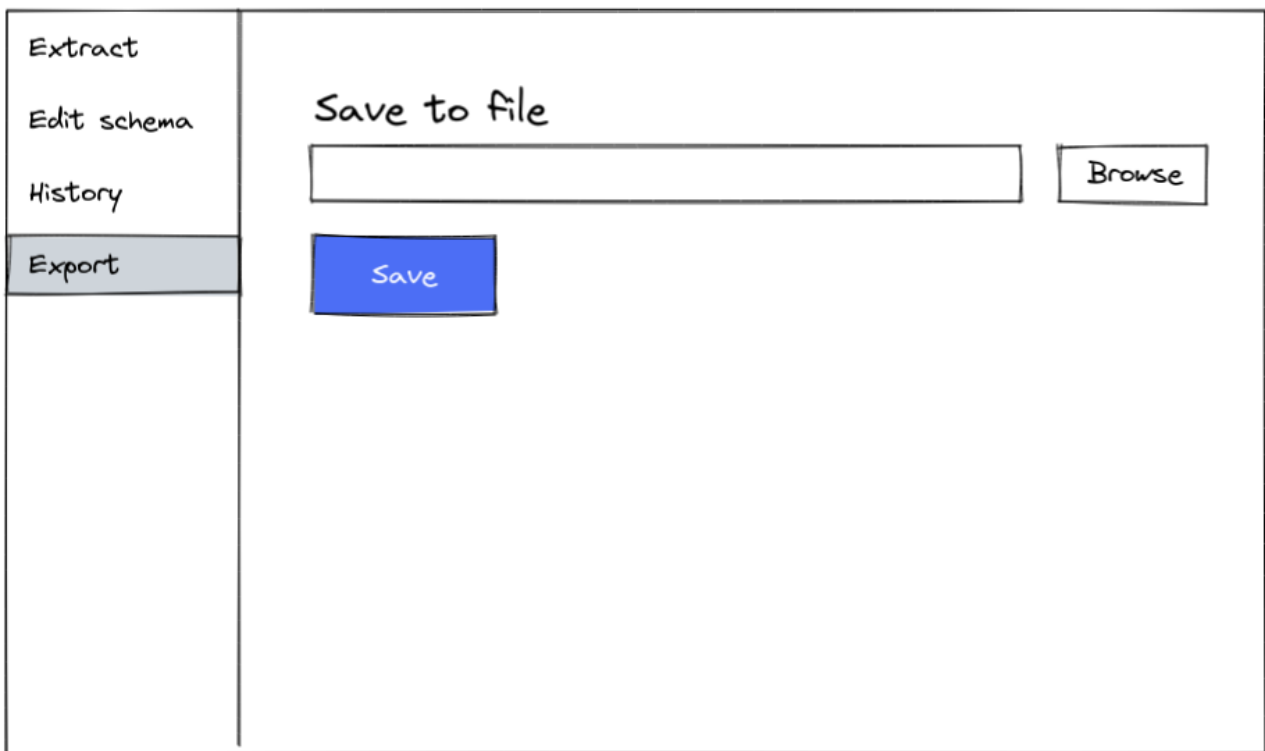 Extract
Edit schema
History
Export
Save to file
Browse
Save